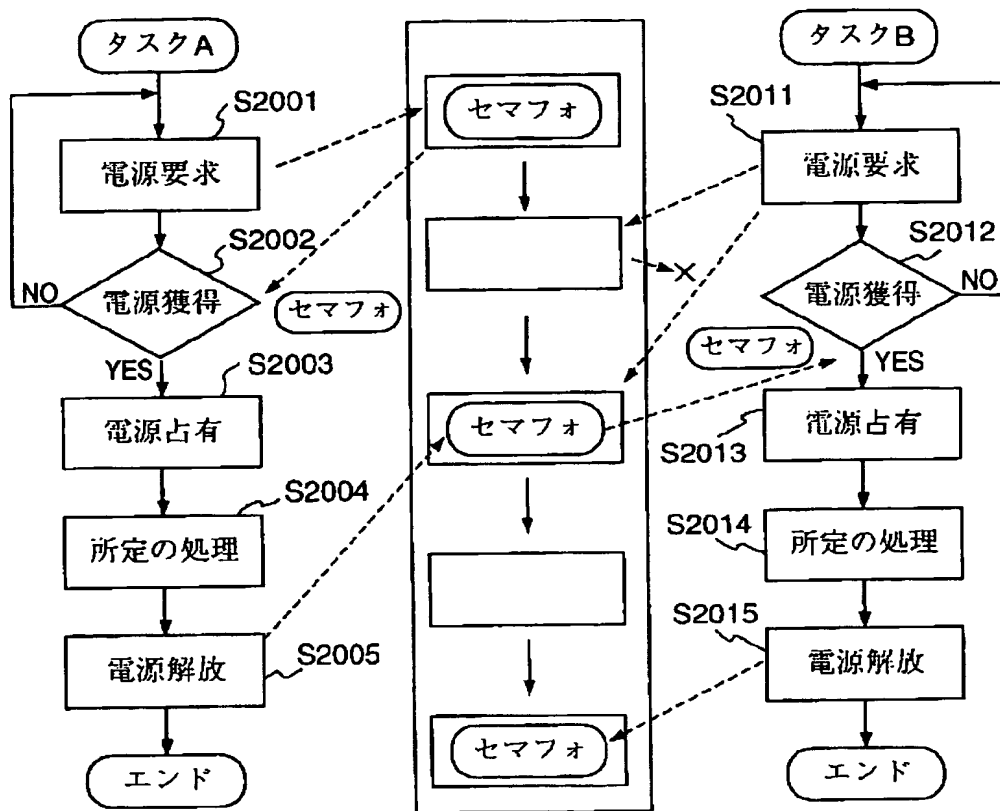 タスクA
S2001
電源要求
S2002
電源獲得
NO
YES
S2003
電源占有
S2004
所定の処理
電源解放
S2005
エンド
セマフォ
セマフォ
セマフォ
セマフォ
セマフォ
タスクB
S2011
電源要求
S2012
電源獲得
NO
YES
電源占有
S2013
S2014
所定の処理
S2015
電源解放
エンド